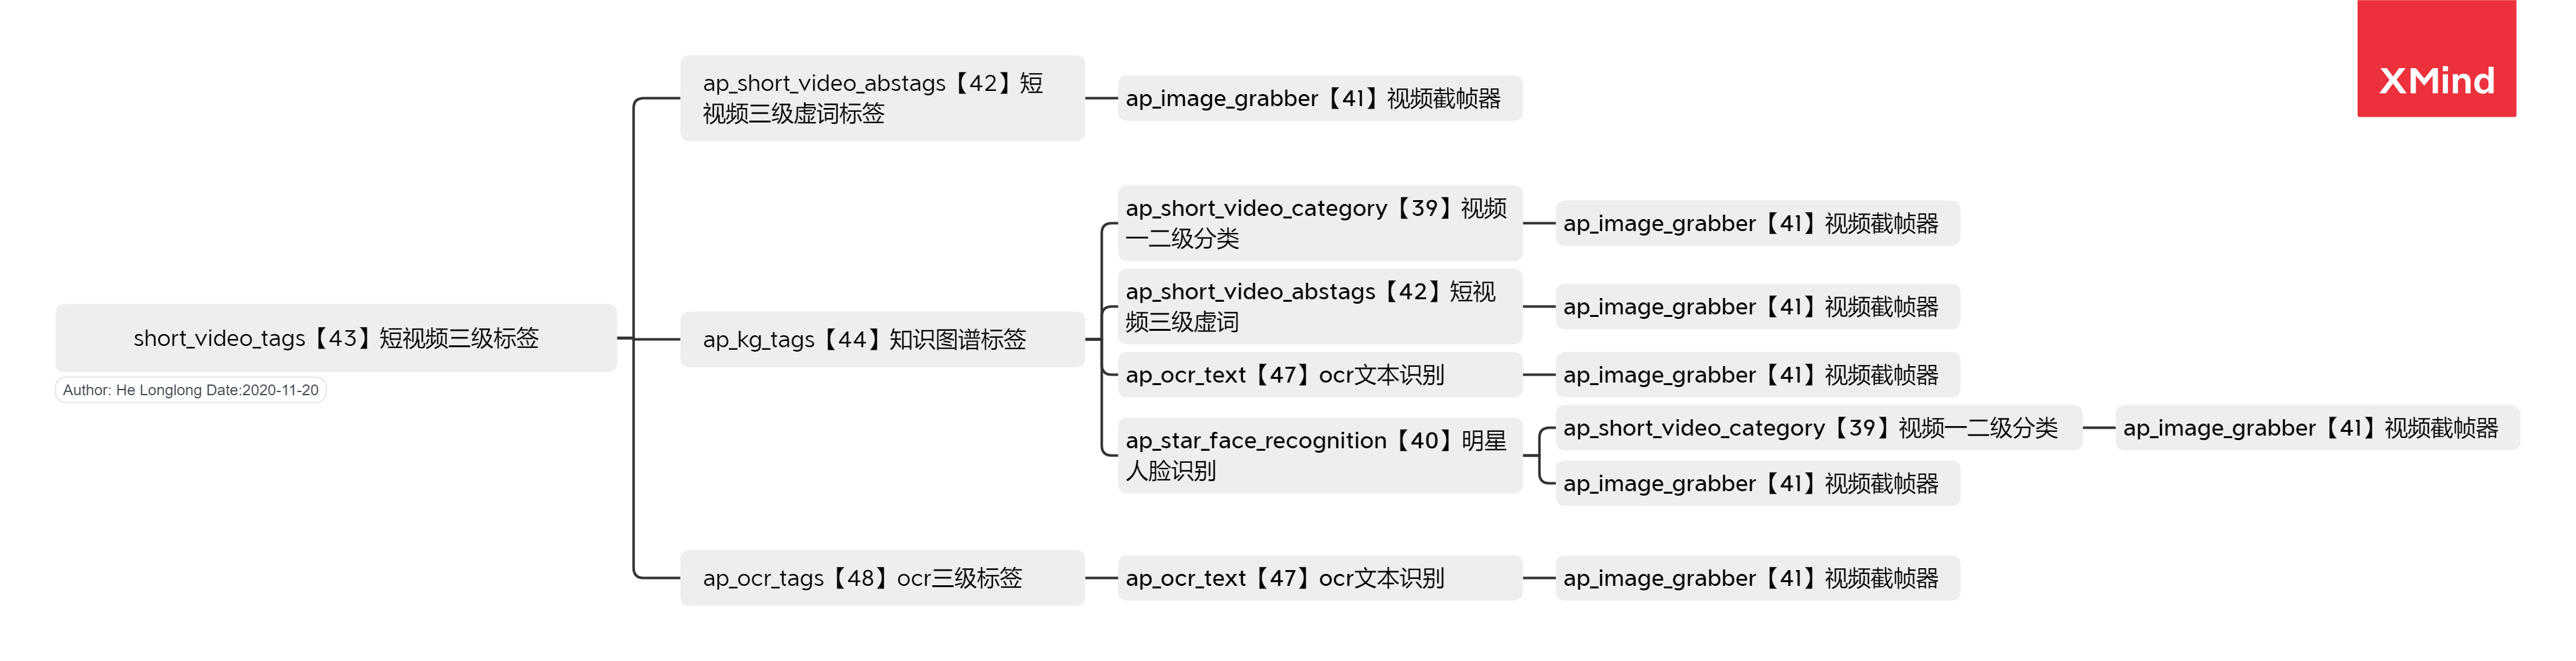 XMind
ap_short_video_abstags【42】短
视频三级虚词标签
ap_image_grabber【41】视频截帧器
ap_short_video_category【39】视频
一二级分类
ap_image_grabber【41】视频截帧器
ap_short_video_abstags【42】短视
频三级虚词
ap_image_grabber【41】视频截帧器
short_video_tags【43】短视频三级标签
Author: He Longlong Date:2020-11-20
ap_kg_tags【44】知识图谱标签
ap_ocr_text【47】ocr文本识别
ap_image_grabber【41】视频截帧器
ap_star_face_recognition【40】明星
人脸识别
ap_short_video_category【39】视频一二级分类
ap_image_grabber【41】视频截帧器
ap_image_grabber【41】视频截帧器
ap_ocr_tags【48】ocr三级标签
ap_ocr_text【47】ocr文本识别
ap_image_grabber【41】视频截帧器